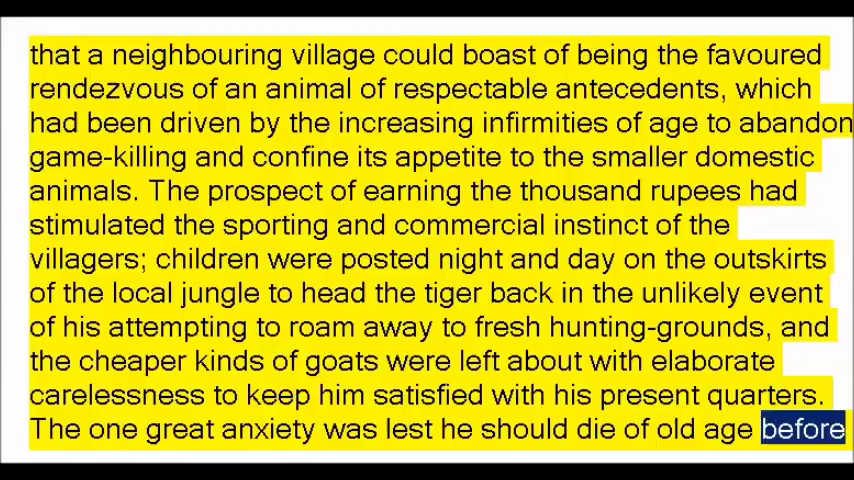 that a neighbouring village could boast of being the favoured
rendezvous of an animal of respectable antecedents, which
had been driven by the increasing infirmities of age to abandon
game-killing and confine its appetite to the smaller domestic
animals. The prospect of earning the thousand rupees had
stimulated the sporting and commercial instinct of the
villagers; children were posted night and day on the outskirts
of the local jungle to head the tiger back in the unlikely event
of his attempting to roam away to fresh hunting-grounds, and
the cheaper kinds of goats were left about with elaborate
carelessness to keep him satisfied with his present quarters.
The one great anxiety was lest he should die of old age before